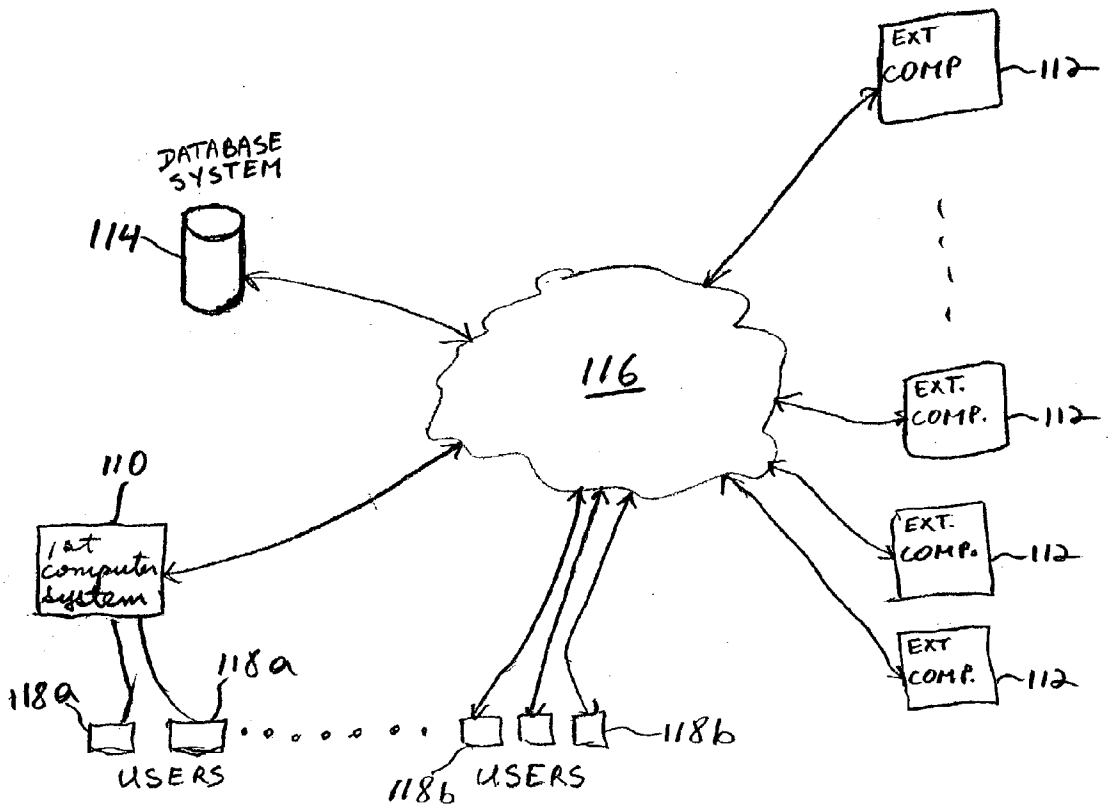 EXT
COMP
112
DATABASE
SYSTEM
114
116
EXT.
COMP.
112
110
1st
computer
system
EXT.
COMP.
112
EXT
COMP.
112
118a
118a
USERS
118b
USERS
118b